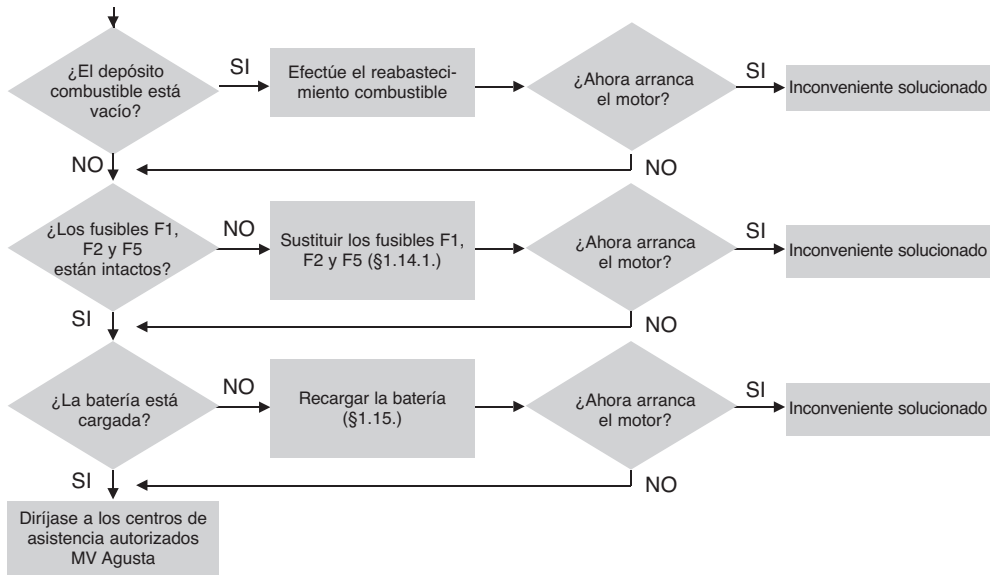 ¿El depósito
combustible está
vacío?
SI
Efectúe el reabasteci-
miento combustible
¿Ahora arranca
el motor?
SI
Inconveniente solucionado
NO
NO
¿Los fusibles F1,
F2 y F5
están intactos?
NO
Sustituir los fusibles F1,
F2 y F5 (§1.14.1.)
¿Ahora arranca
el motor?
SI
Inconveniente solucionado
SI
NO
¿La batería está
cargada?
NO
Recargar la batería
(§1.15.)
¿Ahora arranca
el motor?
SI
Inconveniente solucionado
SI
NO
Diríjase a los centros de
asistencia autorizados
MV Agusta